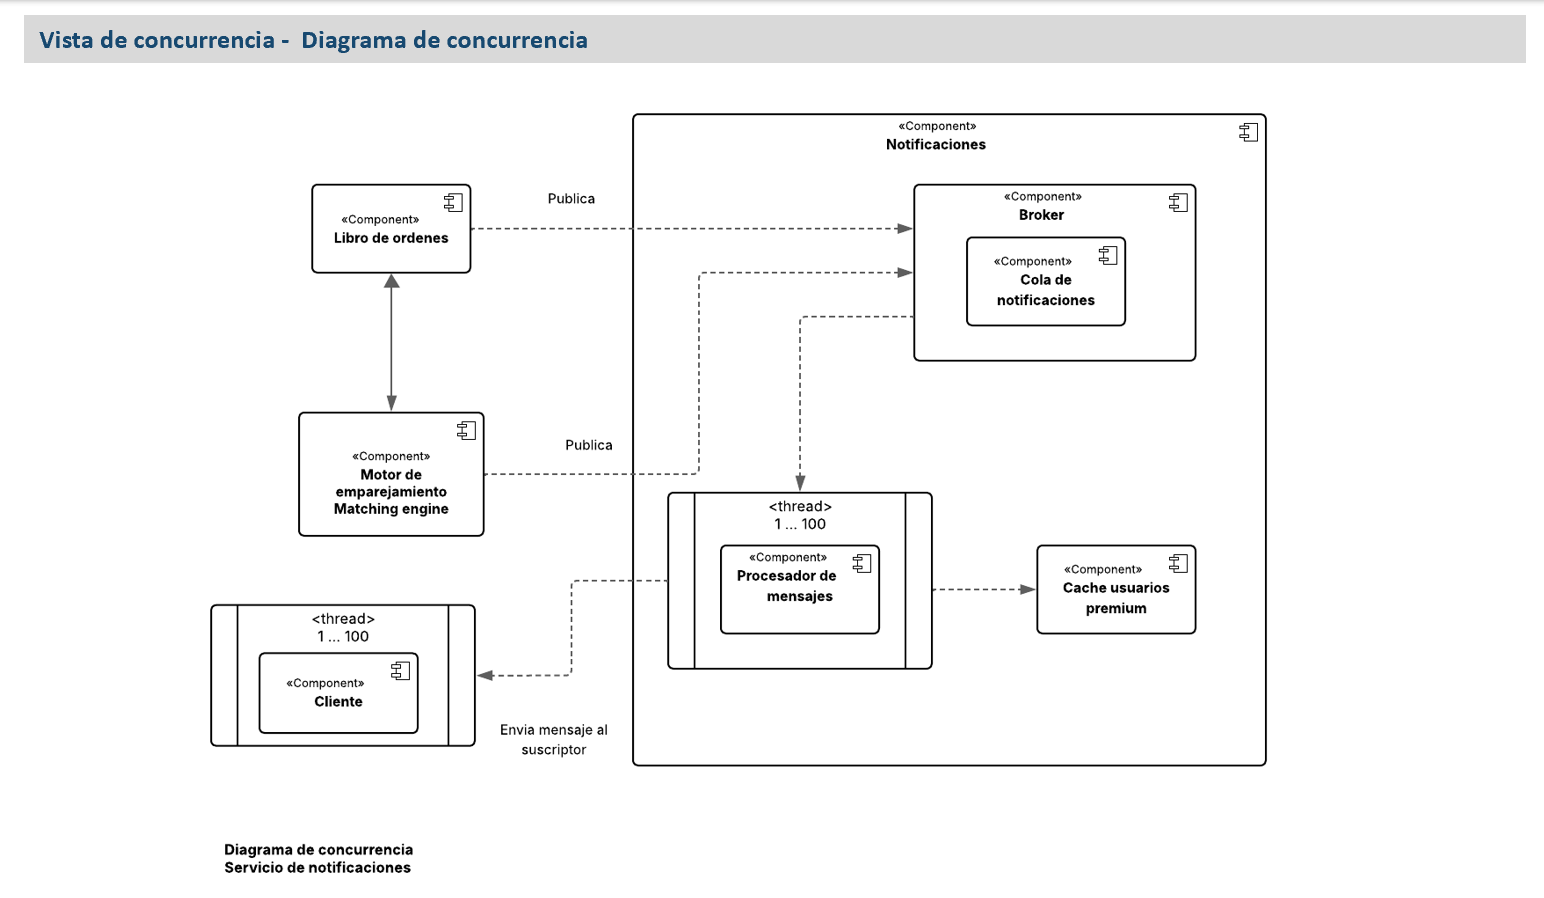 Vista de concurrencia -  Diagrama de concurrencia
«Component»
Notificaciones
Publica
«Component»
Libro de ordenes
«Component»
Broker
«Component»
Cola de
notificaciones
Publica
«Component»
Motor de
emparejamiento
Matching engine
<thread>
1 ... 100
«Component»
Procesador de
mensajes
«Component»
Cache usuarios
premium
<thread>
1 ... 100
«Component»
Cliente
Envia mensaje al
suscriptor
Diagrama de concurrencia
Servicio de notificaciones